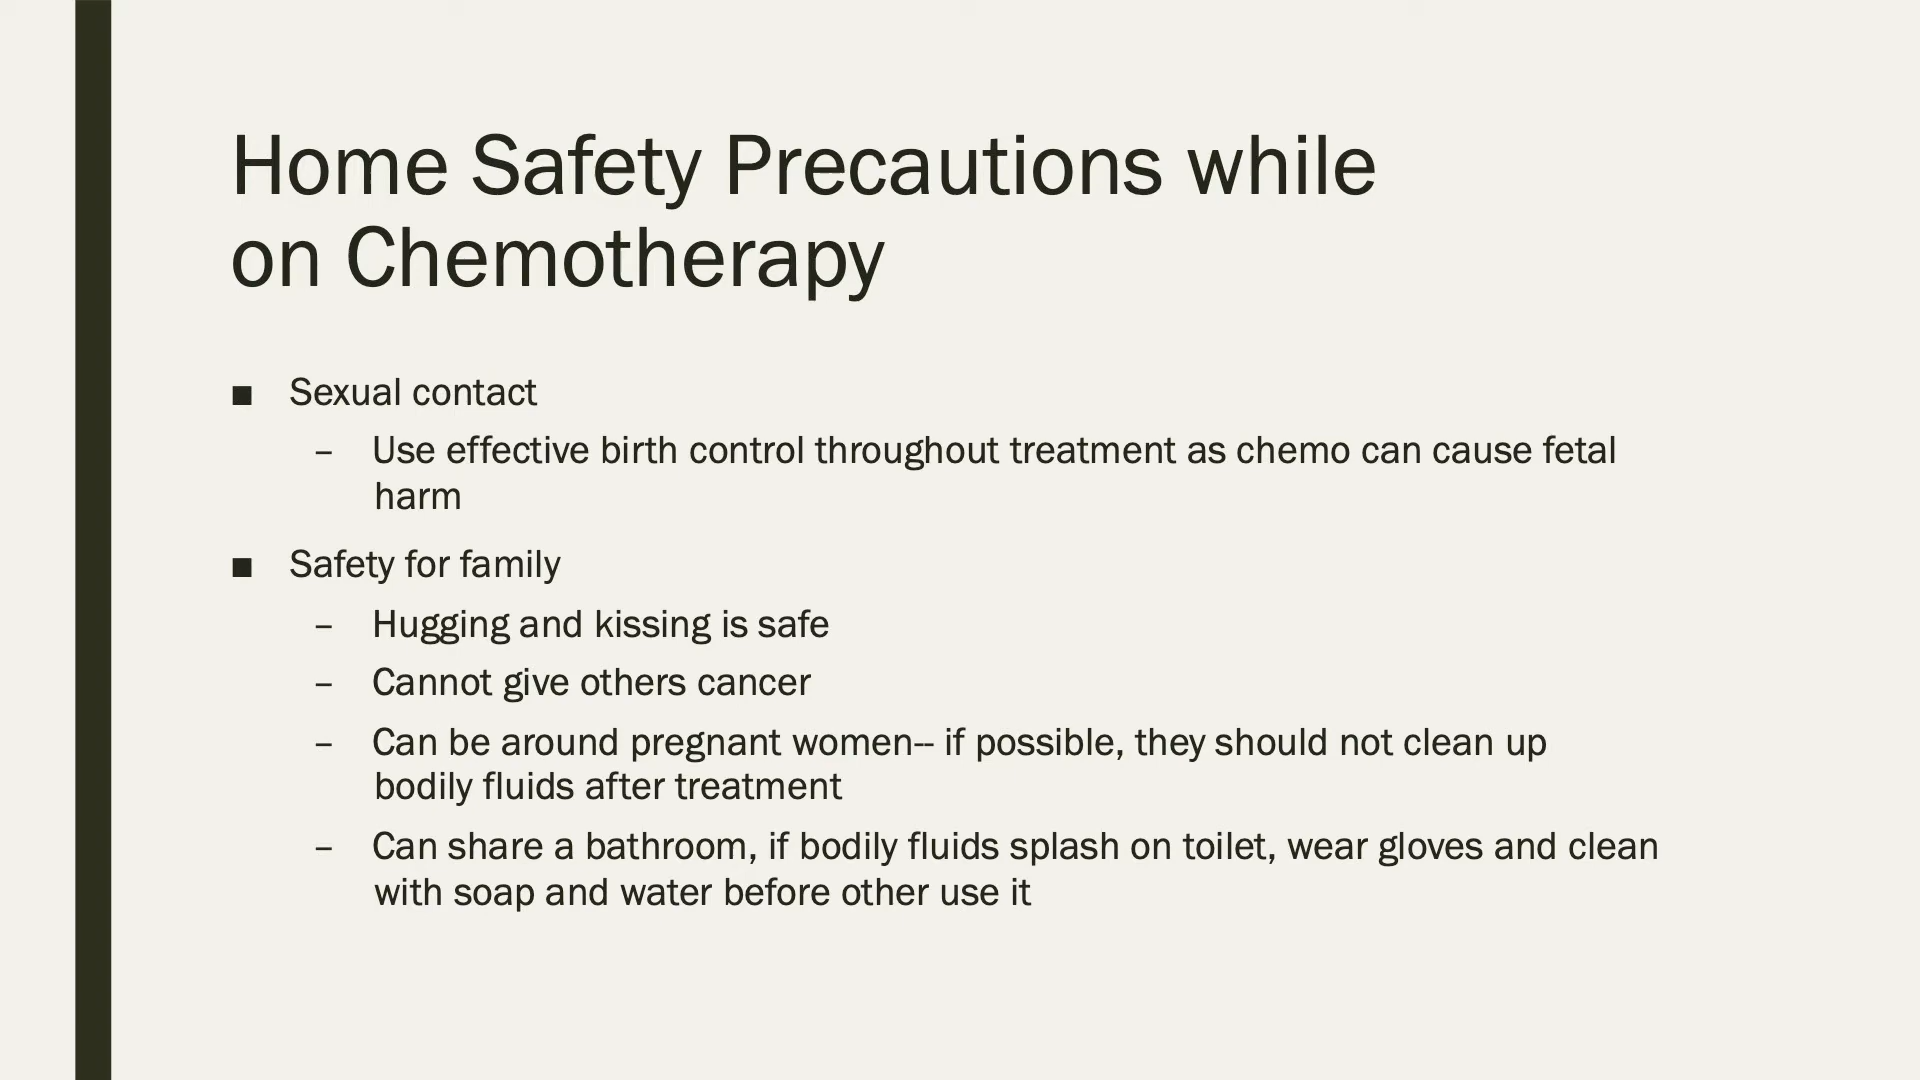 Home Safety Precautions while
on Chemotherapy
■ Sexual contact
– Use effective birth control throughout treatment as chemo can cause fetal
harm
■ Safety for family
– Hugging and kissing is safe
– Cannot give others cancer
– Can be around pregnant women-- if possible, they should not clean up
bodily fluids after treatment
– Can share a bathroom, if bodily fluids splash on toilet, wear gloves and clean
with soap and water before other use it